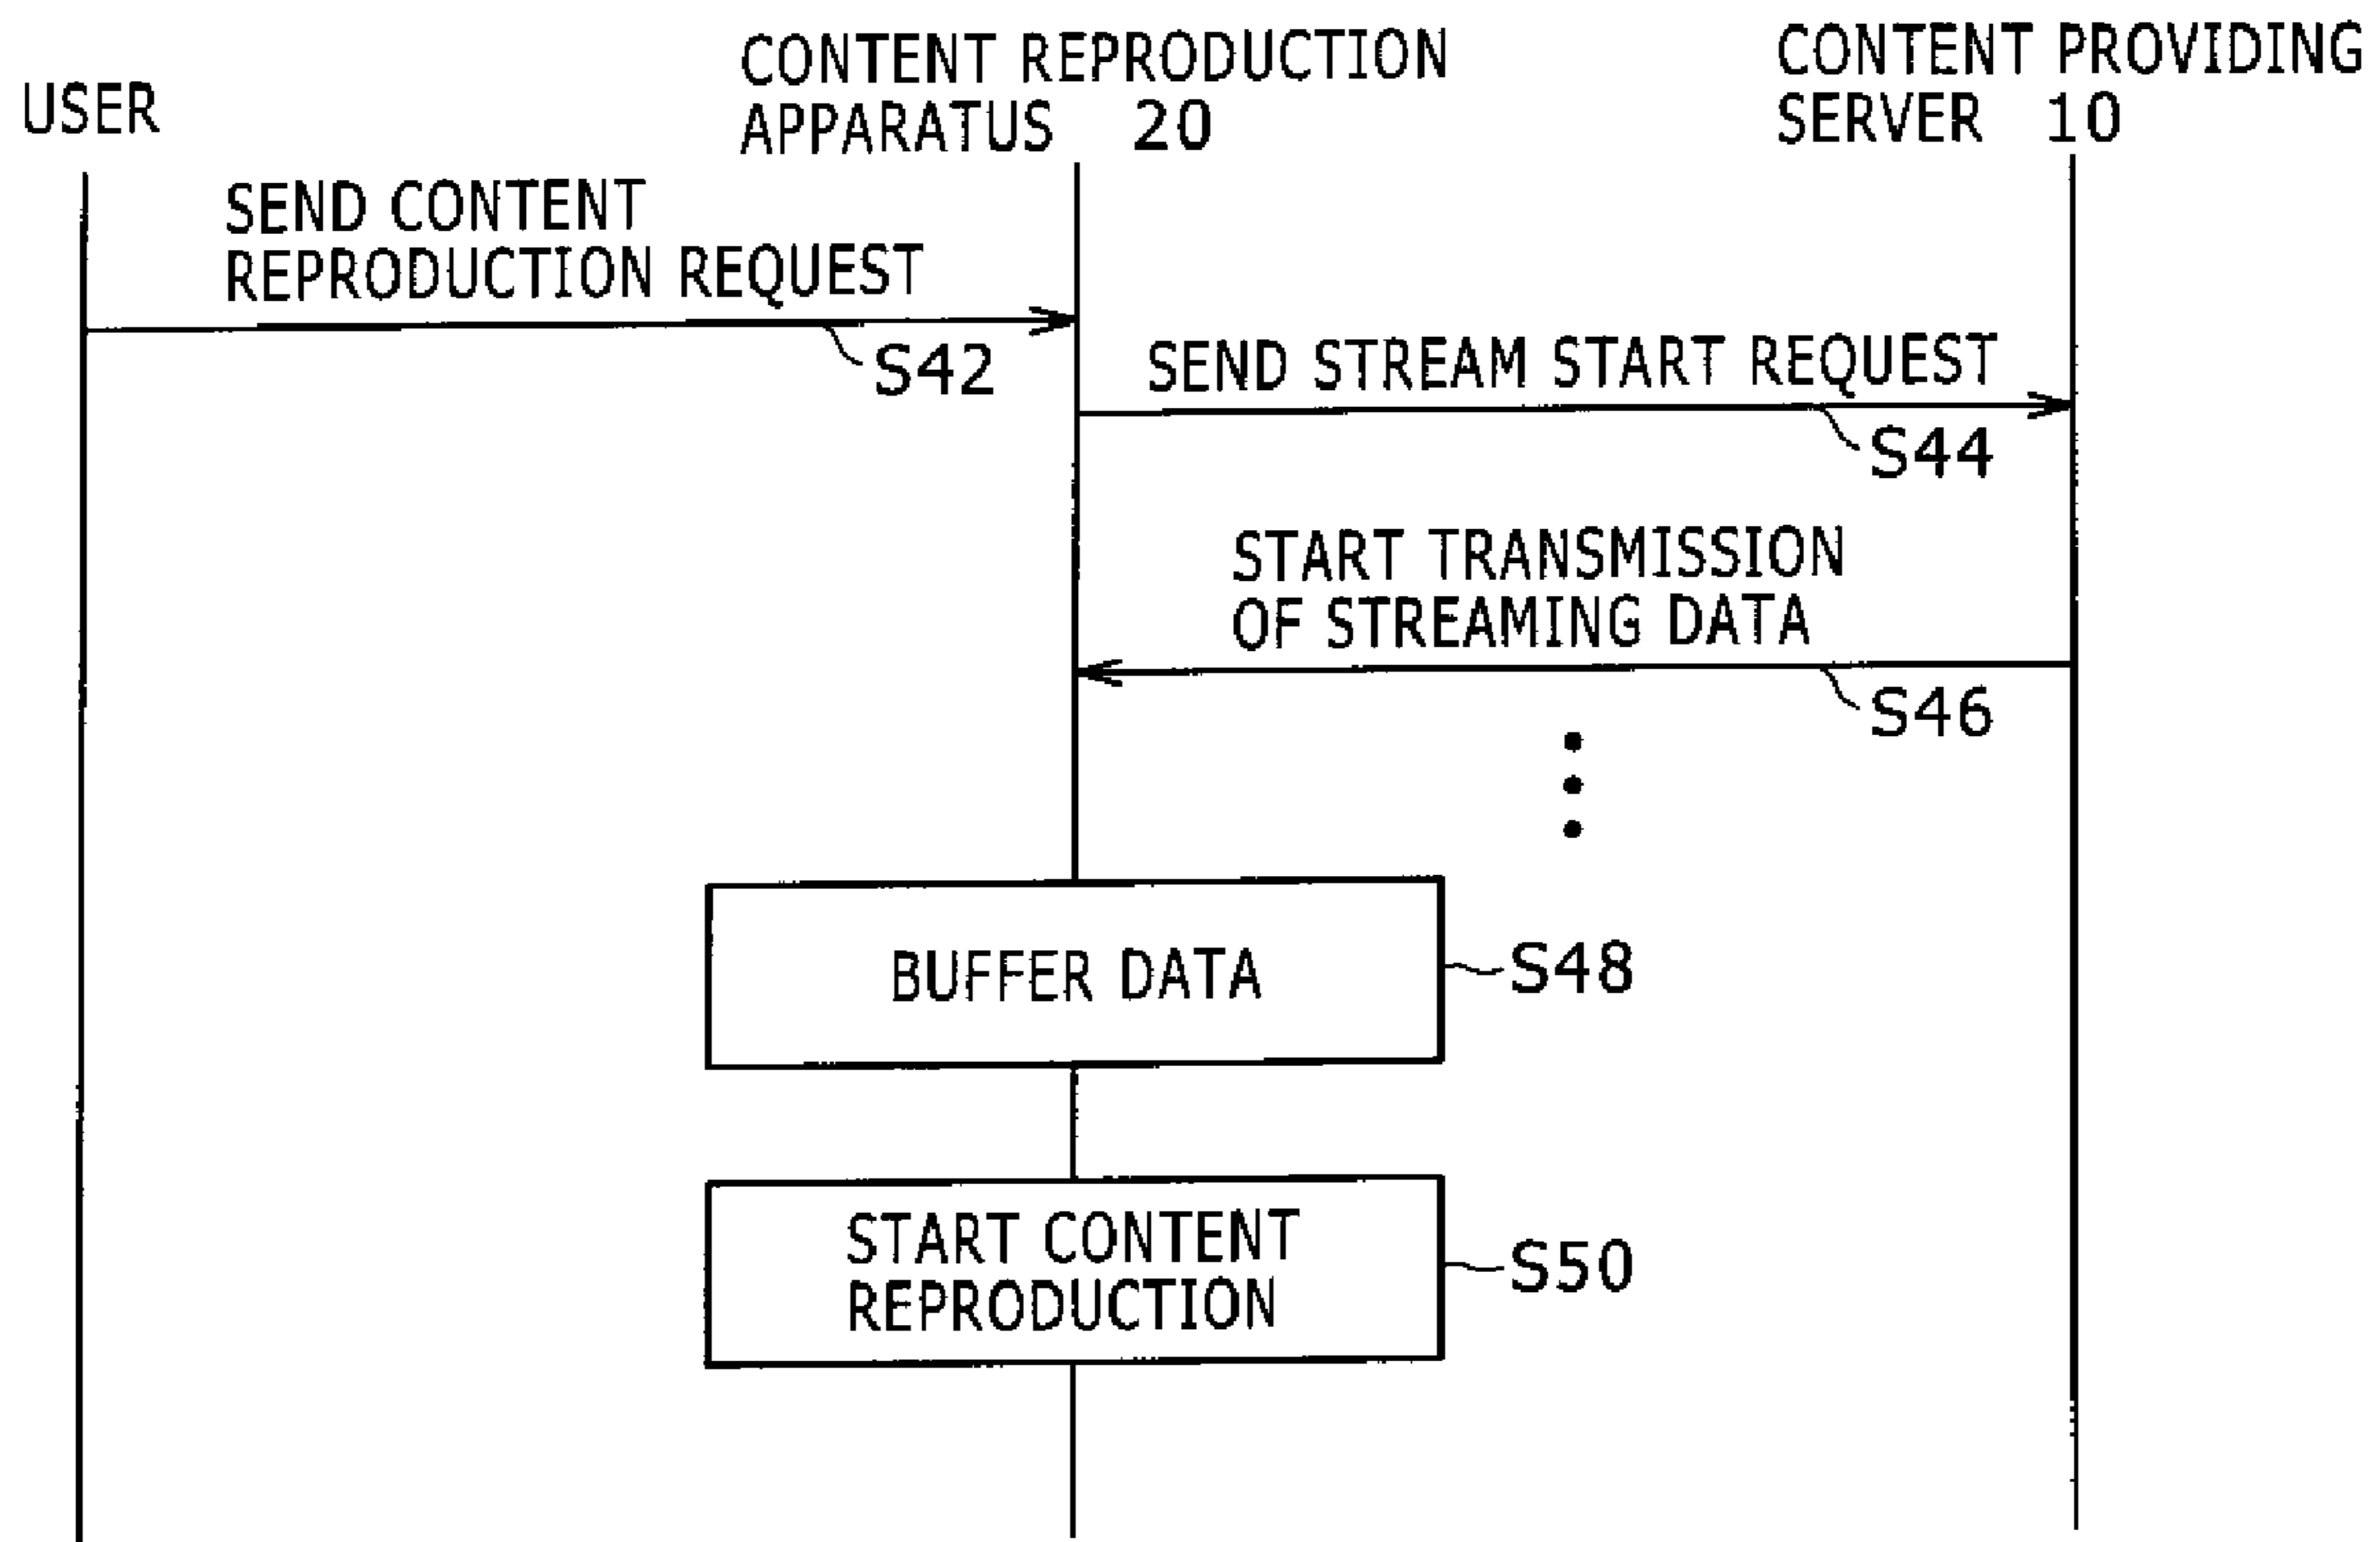 USER
CONTENT REPRODUCTION
APPARATUS 20
CONTENT PROVIDING
SERVER 10
SEND CONTENT
REPRODUCTION REQUEST
S42
SEND STREAM START REQUEST
S44
START TRANSMISSION
OF STREAMING DATA
S46
BUFFER DATA
S48
START CONTENT
REPRODUCTION
S50